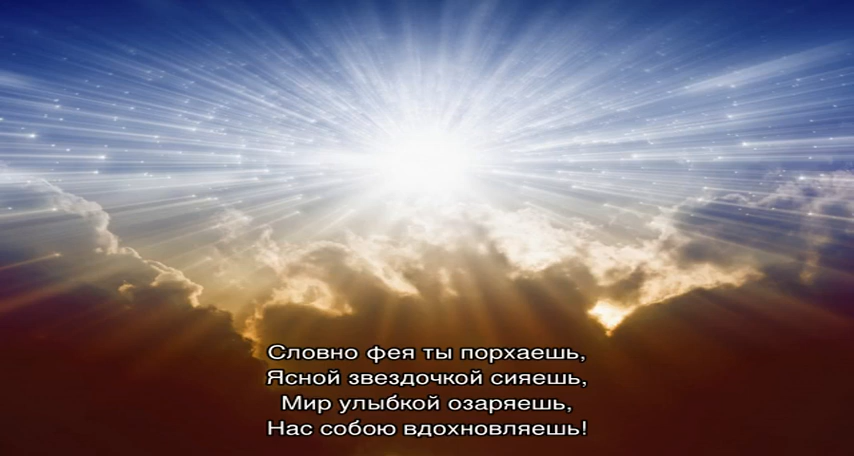 Словно фея ты порхаешь,
Ясной звездочкой сияешь,
Мир улыбкой озаряешь,
Нас собою вдохновляешь!